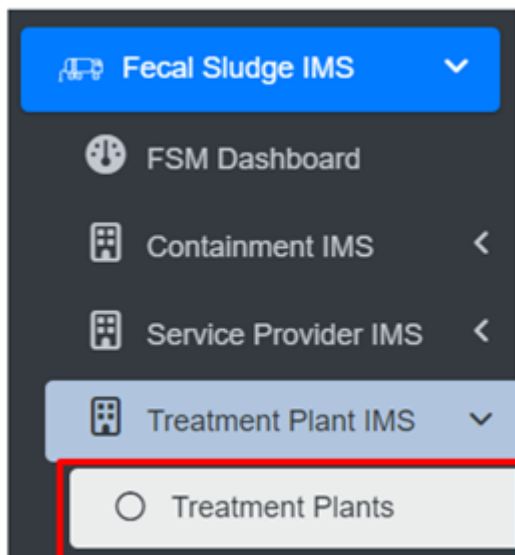 Fecal Sludge IMS
FSM Dashboard
Containment IMS
Service Provider IMS
Treatment Plant IMS
Treatment Plants